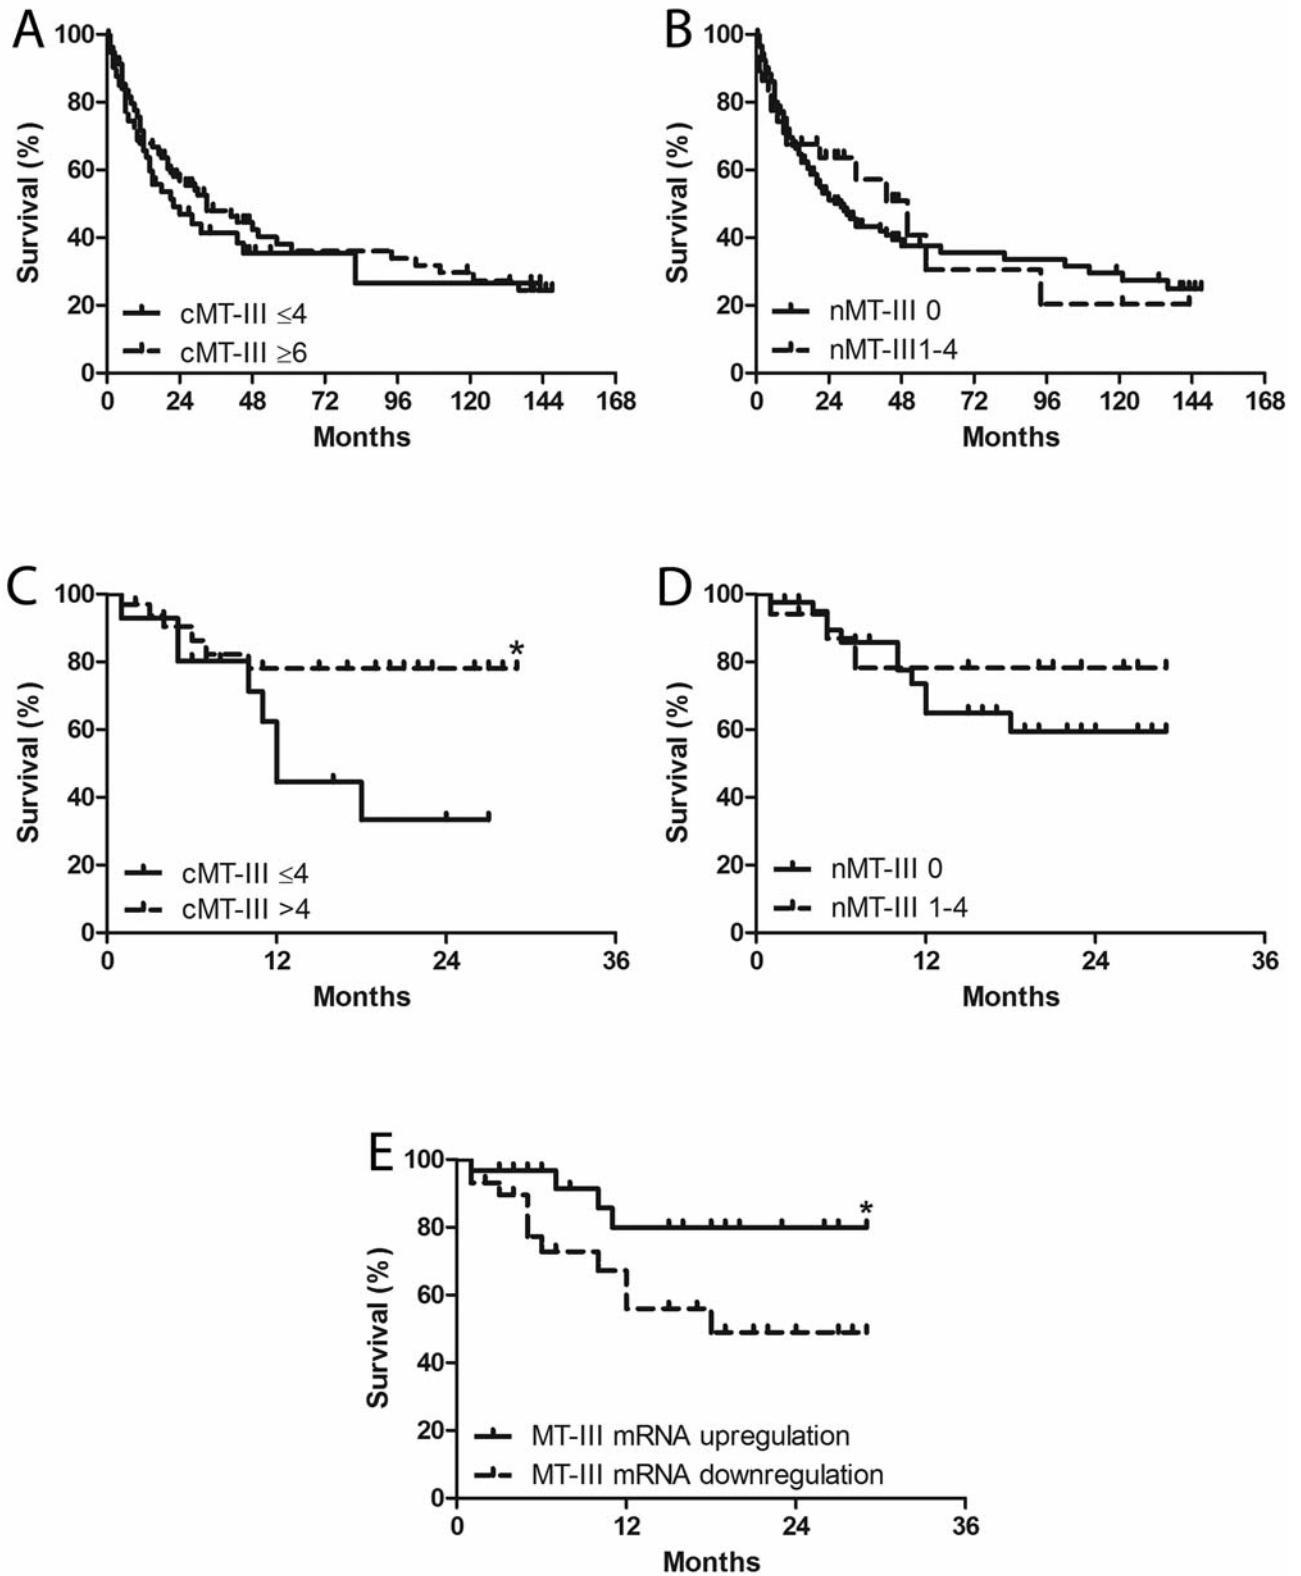 A
Survival (%)
100
80
60
40
20
0
cMT-III ≤4
cMT-III ≥6
0 24 48 72 96 120 144 168
Months
B
Survival (%)
100
80
60
40
20
0
nMT-III 0
nMT-III1-4
0 24 48 72 96 120 144 168
Months
C
Survival (%)
100
80
60
40
20
0
*
cMT-III ≤4
cMT-III >4
0 12 24 36
Months
D
Survival (%)
100
80
60
40
20
0
nMT-III 0
nMT-III 1-4
0 12 24 36
Months
E
Survival (%)
100
80
60
40
20
0
*
MT-III mRNA upregulation
MT-III mRNA downregulation
0 12 24 36
Months